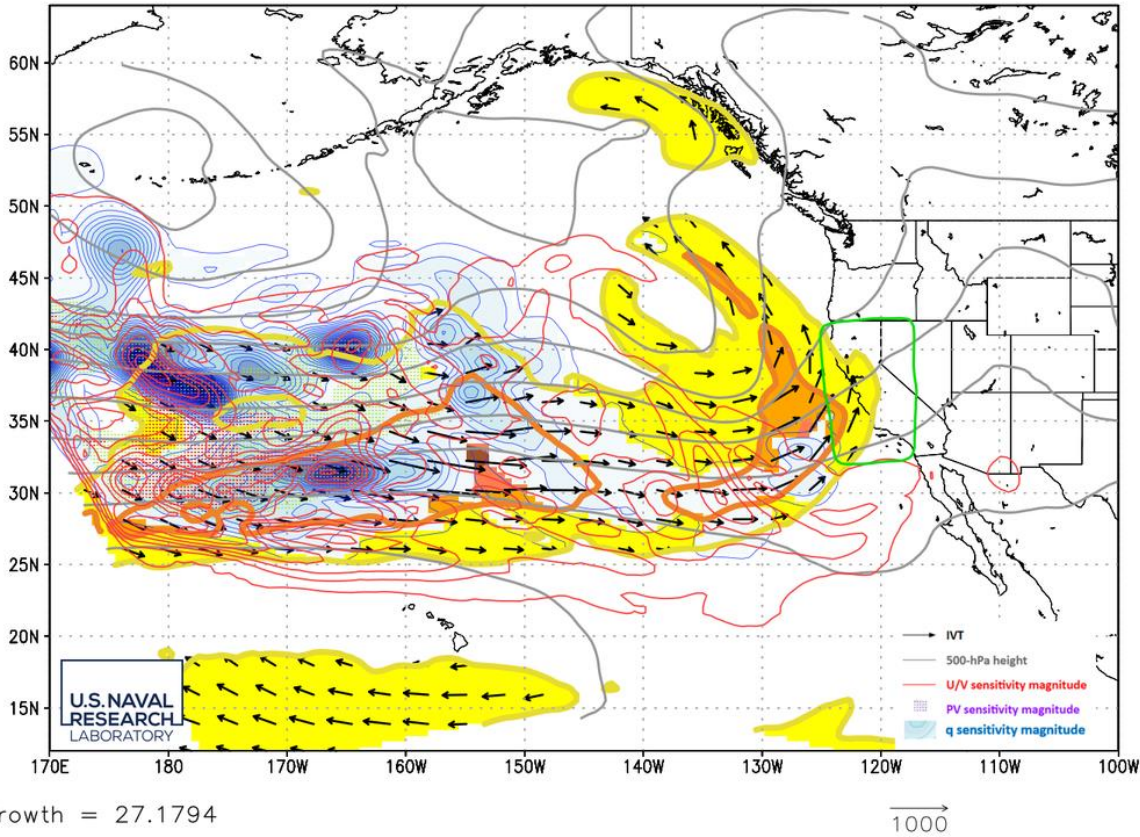 60N
55N
50N
45N
40N
35N
30N
25N
20N
15N
IVT
500-hPa height
U/V sensitivity magnitude
PV sensitivity magnitude
q sensitivity magnitude
U.S. NAVAL
RESEARCH
LABORATORY
170E 180 170W 160W 150W 140W 130W 120W 110W 100W
rowth = 27.1794
1000